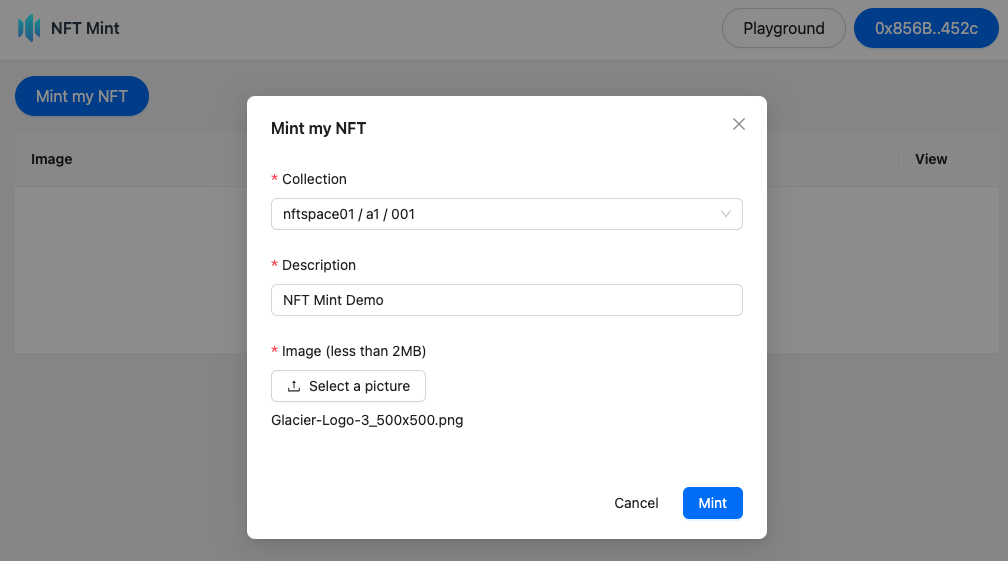 NFT Mint
Playground
0x856B..452c
Mint my NFT
Image
View
Mint my NFT
* Collection
nftspace01 / a1 / 001
* Description
NFT Mint Demo
* Image (less than 2MB)
Select a picture
Glacier-Logo-3_500x500.png
Cancel
Mint